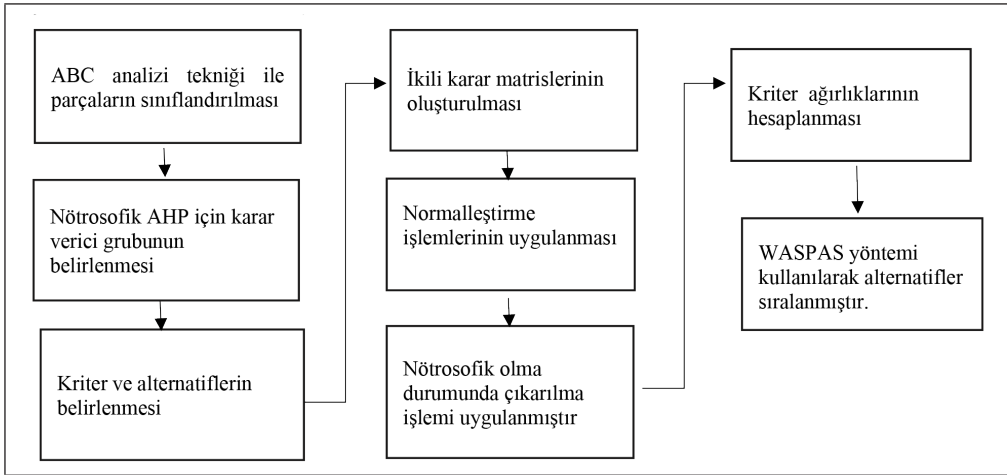 ABC analizi tekniği ile
parçaların sınıflandırılması
Nötrosofik AHP için karar
verici grubunun
belirlenmesi
Kriter ve alternatiflerin
belirlenmesi
İkili karar matrislerinin
oluşturulması
Normalleştirme
işlemlerinin uygulanması
Nötrosofik olma
durumunda çıkarılma
işlemi uygulanmıştır
Kriter ağırlıklarının
hesaplanması
WASPAS yöntemi
kullanılarak alternatifler
sıralanmıştır.